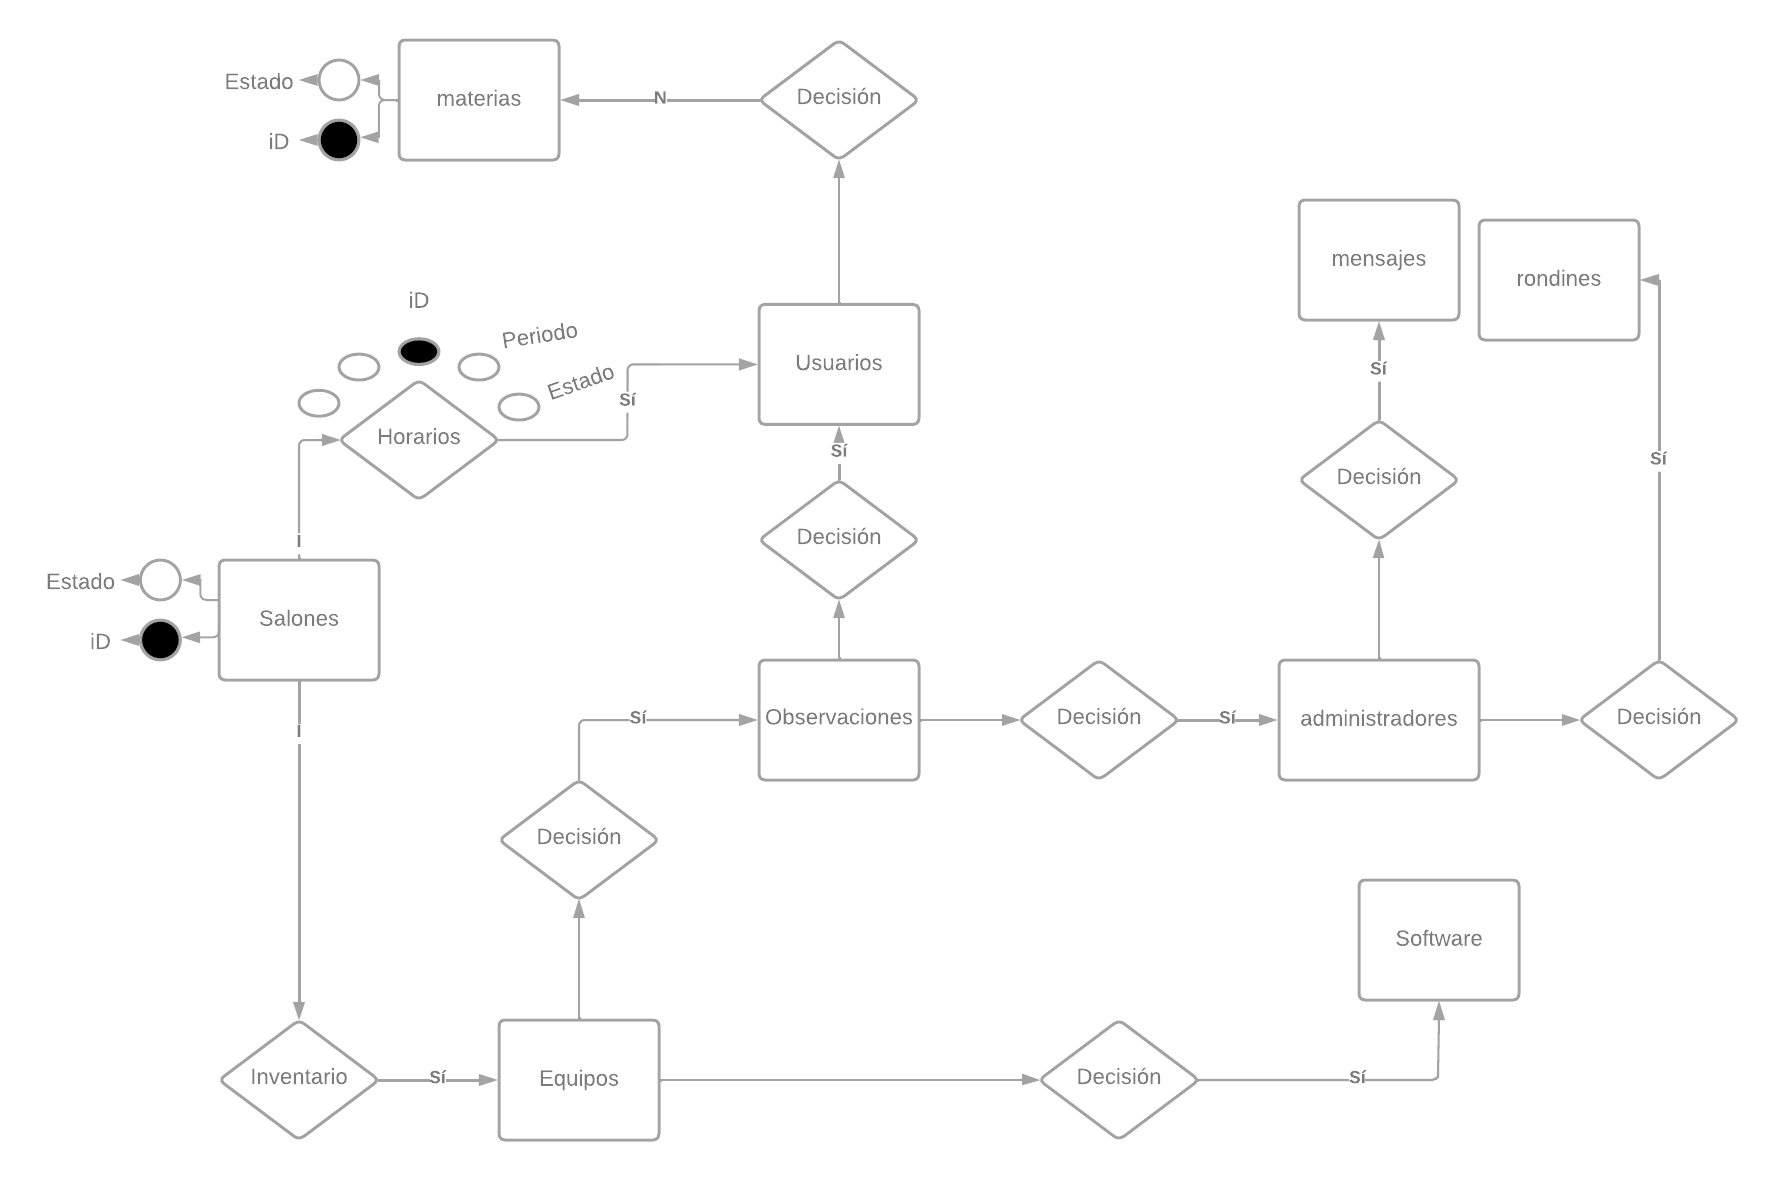 Estado
iD
materias
N
Decisión
mensajes
rondines
iD
Periodo
Estado
Usuarios
Sí
Horarios
Sí
Sí
Sí
Decisión
Decisión
I
Estado
iD
Salones
I
Sí
Observaciones
Decisión
Sí
administradores
Decisión
Decisión
Software
Inventario
Sí
Equipos
Decisión
Sí